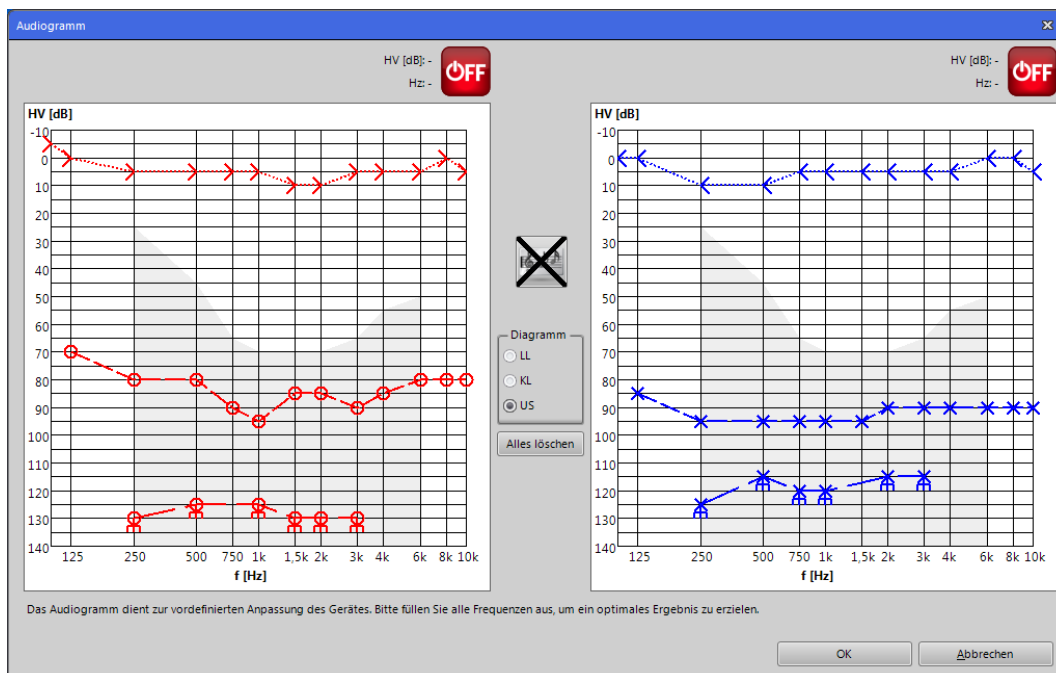 Audiogramm
HV [dB]: -
Hz: -
OFF
HV [dB]: -
Hz: -
OFF
HV [dB]
-10
0
10
20
30
40
50
60
70
80
90
100
110
120
130
140
125 250 500 750 1k 1,5k 2k 3k 4k 6k 8k 10k
f [Hz]
Diagramm
LL
KL
US
Alles löschen
HV [dB]
-10
0
10
20
30
40
50
60
70
80
90
100
110
120
130
140
125 250 500 750 1k 1,5k 2k 3k 4k 6k 8k 10k
f [Hz]
Das Audiogramm dient zur vordefinierten Anpassung des Gerätes. Bitte füllen Sie alle Frequenzen aus, um ein optimales Ergebnis zu erzielen.
OK
Abbrechen